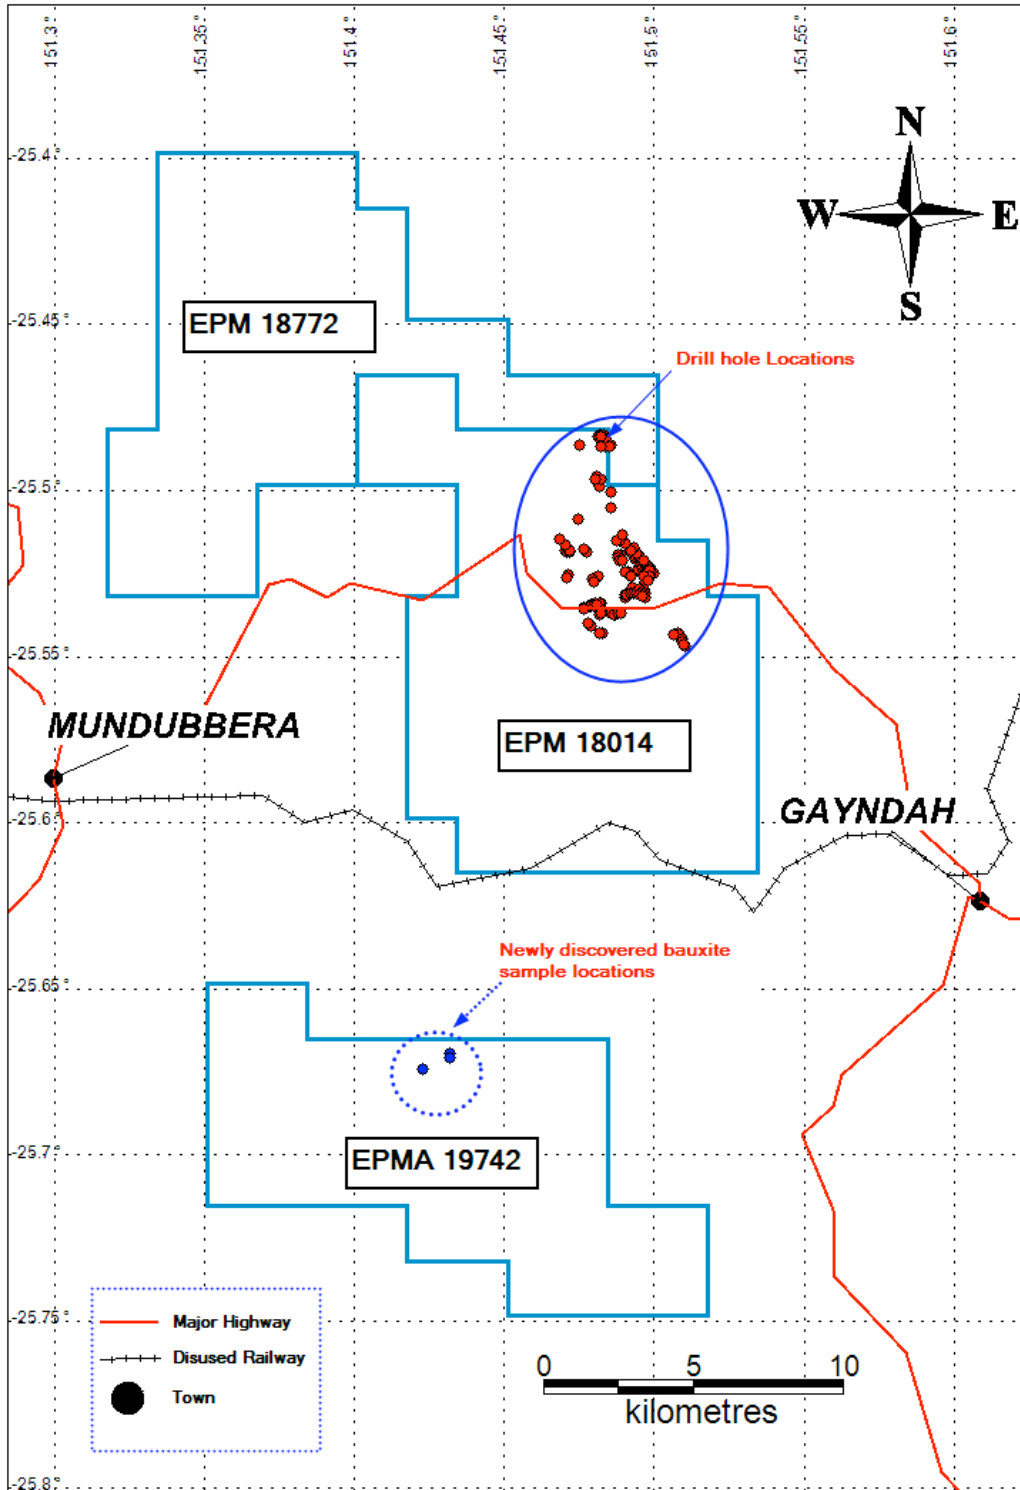 151.3°
151.35°
151.4°
151.45°
151.5°
151.55°
151.6°
-25.4°
N
W E
S
-25.45°
EPM 18772
Drill hole Locations
-25.5°
-25.55°
MUNDUBBERA
EPM 18014
GAYNDAH
-25.6°
Newly discovered bauxite
sample locations
-25.65°
-25.7°
EPMA 19742
-25.75°
Major Highway
Disused Railway
Town
0 5 10
kilometres
-25.8°